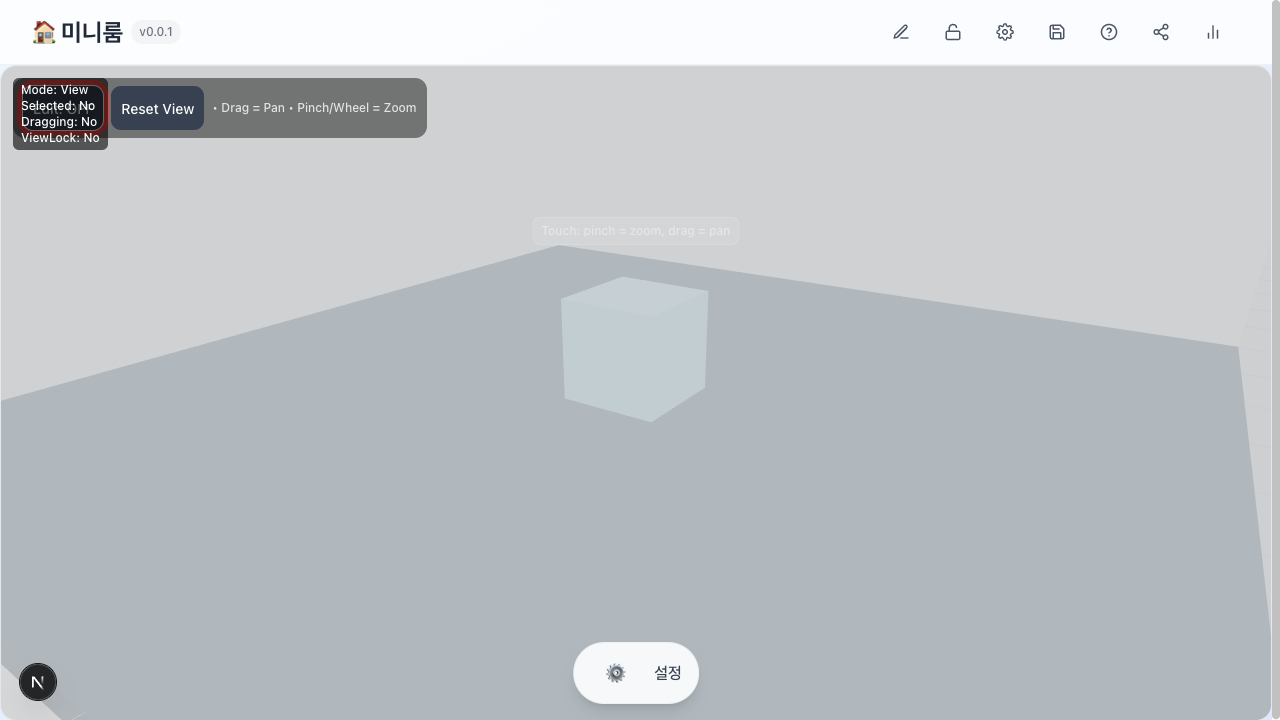 미니룸
v0.0.1
Mode: View
Selected: No
Dragging: No
ViewLock: No
Reset View
• Drag = Pan • Pinch/Wheel = Zoom
Touch: pinch = zoom, drag = pan
설정
N